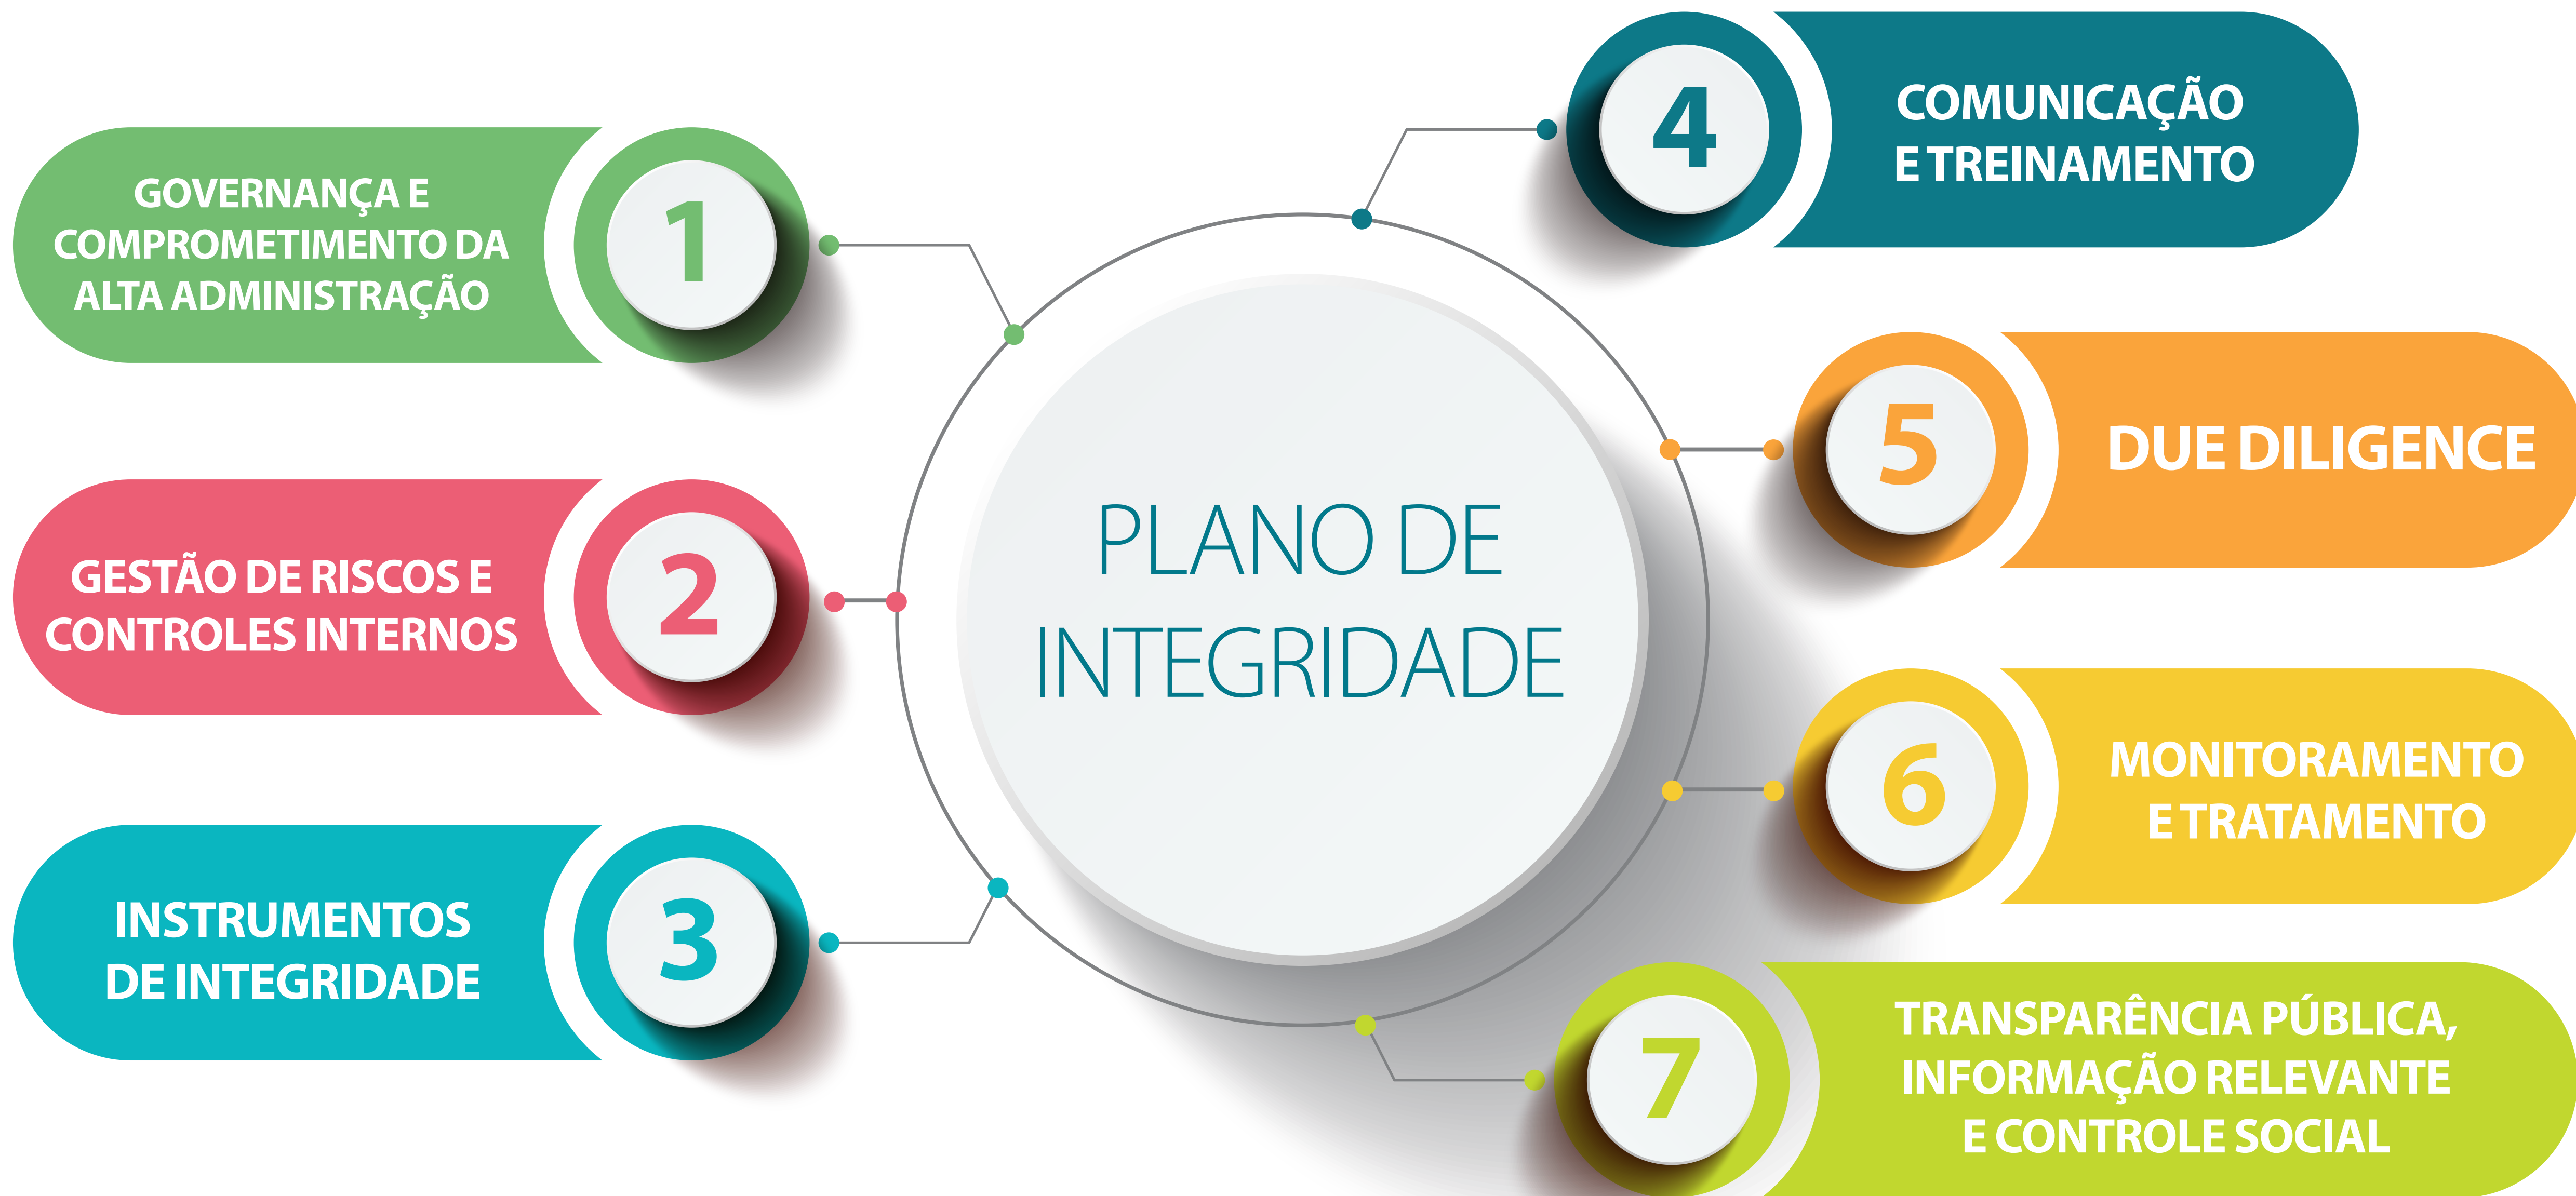 PLANO DE
INTEGRIDADE
1
GOVERNANÇA E
COMPROMETIMENTO DA
ALTA ADMINISTRAÇÃO
2
GESTÃO DE RISCOS E
CONTROLES INTERNOS
3
INSTRUMENTOS
DE INTEGRIDADE
4
COMUNICAÇÃO
E TREINAMENTO
5
DUE DILIGENCE
6
MONITORAMENTO
E TRATAMENTO
7
TRANSPARÊNCIA PÚBLICA,
INFORMAÇÃO RELEVANTE
E CONTROLE SOCIAL